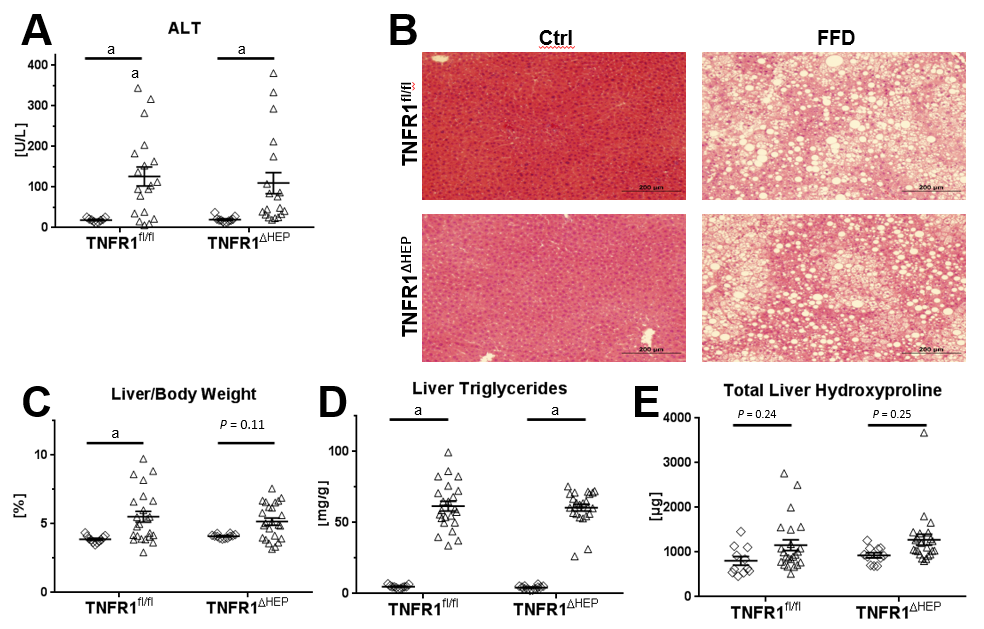 A
ALT
a
a
a
400
300
200
100
0
[U/L]
TNFR1fl/fl
TNFR1ΔHEP
B
Ctrl
FFD
TNFR1fl/fl
TNFR1ΔHEP
200 µm
200 µm
200 µm
200 µm
C
Liver/Body Weight
a
P = 0.11
10
5
0
[%]
TNFR1fl/fl
TNFR1ΔHEP
D
Liver Triglycerides
a
a
100
50
0
[mg/g]
TNFR1fl/fl
TNFR1ΔHEP
E
Total Liver Hydroxyproline
P = 0.24
P = 0.25
4000
3000
2000
1000
0
[µg]
TNFR1fl/fl
TNFR1ΔHEP